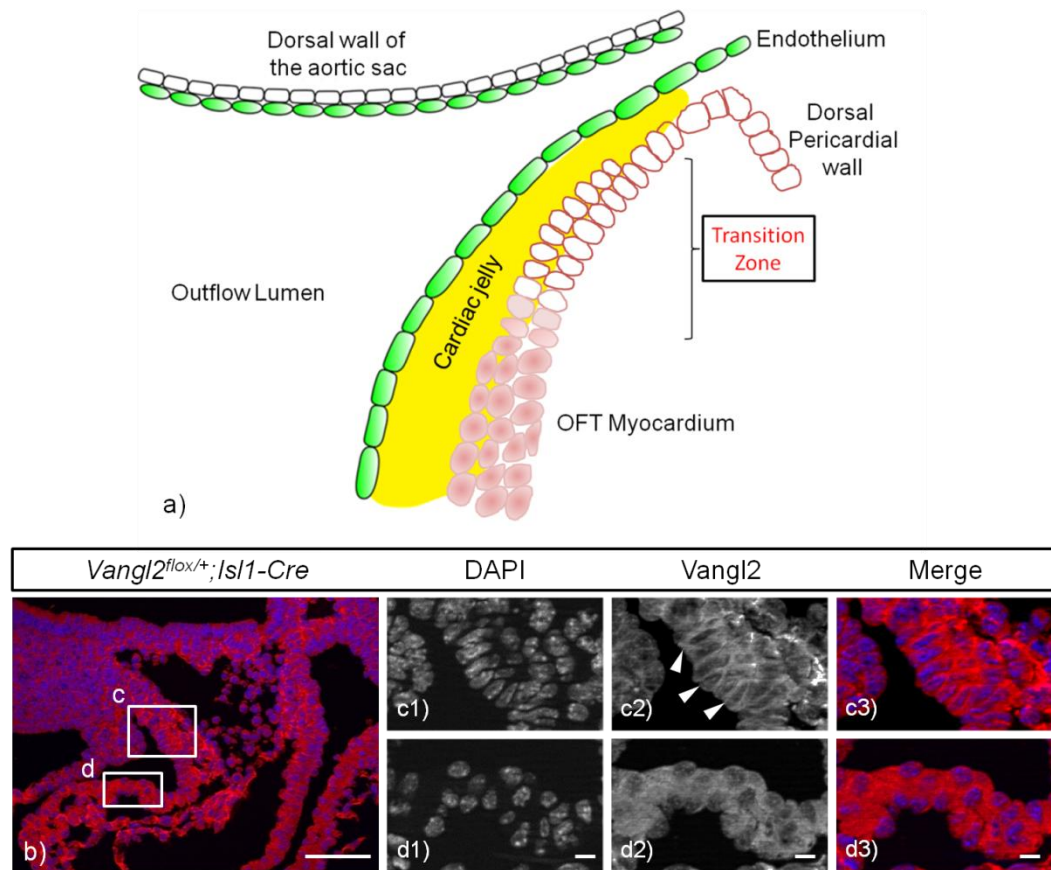 Dorsal wall of
the aortic sac
Endothelium
Dorsal
Pericardial
wall
Transition
Zone
Outflow Lumen
Cardiac jelly
OFT Myocardium
a)
Vangl2flox/+;Isl1-Cre DAPI Vangl2 Merge
c
d
b)
c1) c2) c3)
d1) d2) d3)